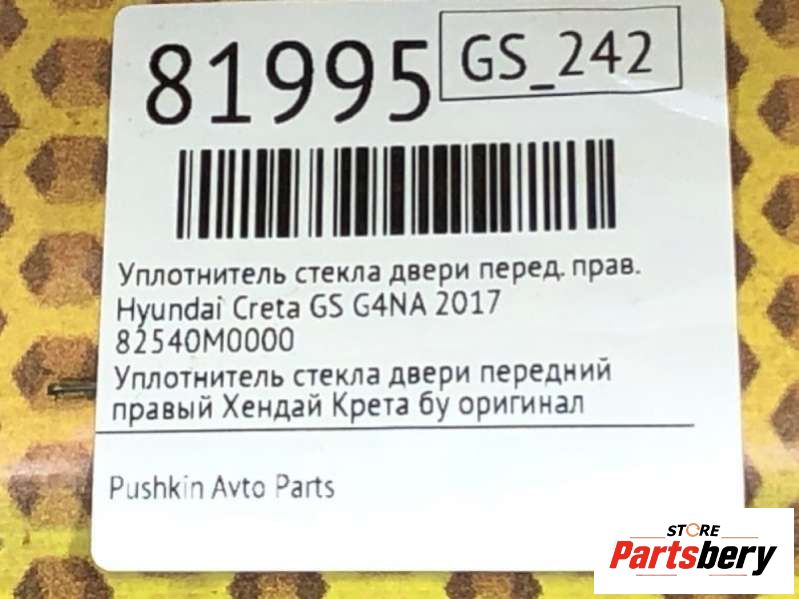 81995
GS_242
Уплотнитель стекла двери перед. прав.
Hyundai Creta GS G4NA 2017
82540M0000
Уплотнитель стекла двери передний
правый Хендай Крета бу оригинал
Pushkin Avto Parts
STORE
Partsbery